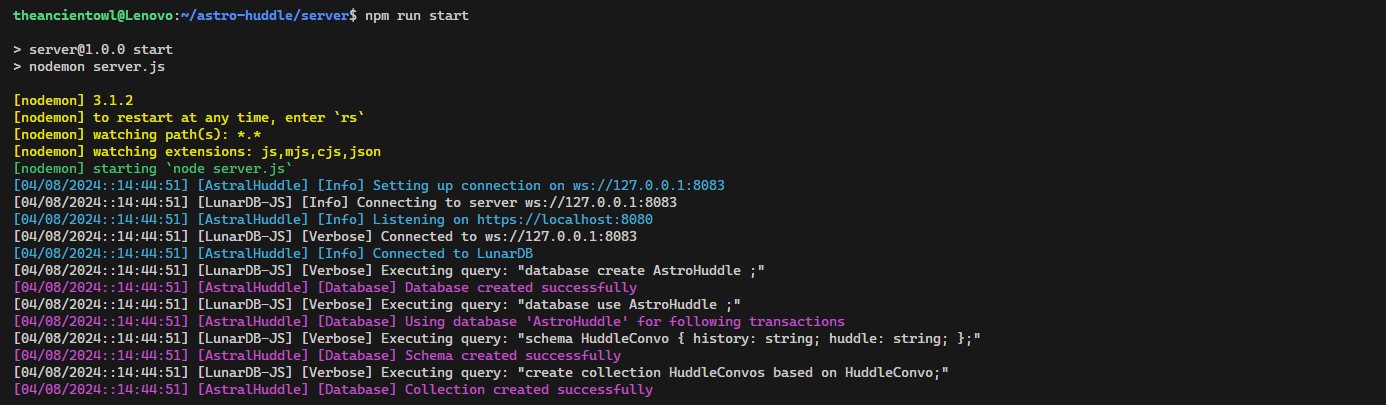 theancientowl@Lenovo:~/astro-huddle/server$ npm run start
> server@1.0.0 start
> nodemon server.js
[nodemon] 3.1.2
[nodemon] to restart at any time, enter `rs`
[nodemon] watching path(s): *.*
[nodemon] watching extensions: js,mjs,cjs,json
[nodemon] starting `node server.js`
[04/08/2024::14:44:51] [AstralHuddle] [Info] Setting up connection on ws://127.0.0.1:8083
[04/08/2024::14:44:51] [LunarDB-JS] [Info] Connecting to server ws://127.0.0.1:8083
[04/08/2024::14:44:51] [AstralHuddle] [Info] Listening on https://localhost:8080
[04/08/2024::14:44:51] [LunarDB-JS] [Verbose] Connected to ws://127.0.0.1:8083
[04/08/2024::14:44:51] [AstralHuddle] [Info] Connected to LunarDB
[04/08/2024::14:44:51] [LunarDB-JS] [Verbose] Executing query: "database create AstroHuddle ;"
[04/08/2024::14:44:51] [AstralHuddle] [Database] Database created successfully
[04/08/2024::14:44:51] [LunarDB-JS] [Verbose] Executing query: "database use AstroHuddle ;"
[04/08/2024::14:44:51] [AstralHuddle] [Database] Using database 'AstroHuddle' for following transactions
[04/08/2024::14:44:51] [LunarDB-JS] [Verbose] Executing query: "schema HuddleConvo { history: string; huddle: string; };"
[04/08/2024::14:44:51] [AstralHuddle] [Database] Schema created successfully
[04/08/2024::14:44:51] [LunarDB-JS] [Verbose] Executing query: "create collection HuddleConvos based on HuddleConvo;"
[04/08/2024::14:44:51] [AstralHuddle] [Database] Collection created successfully